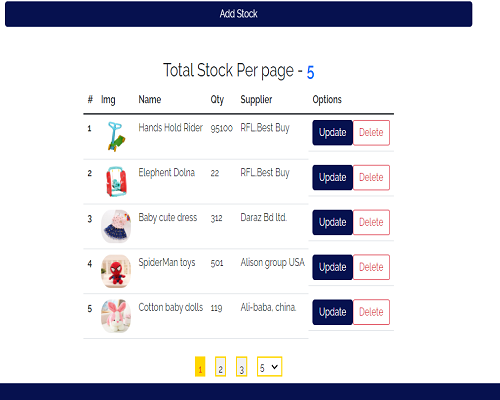 Add Stock
Total Stock Per page - 5
# Img Name Qty Supplier Options
1 Hands Hold Rider 95100 RFL,Best Buy Update Delete
2 Elephent Dolna 22 RFL,Best Buy Update Delete
3 Baby cute dress 312 Daraz Bd ltd. Update Delete
4 SpiderMan toys 501 Alison group USA Update Delete
5 Cotton baby dolls 119 Ali-baba, china. Update Delete
1 2 3 5